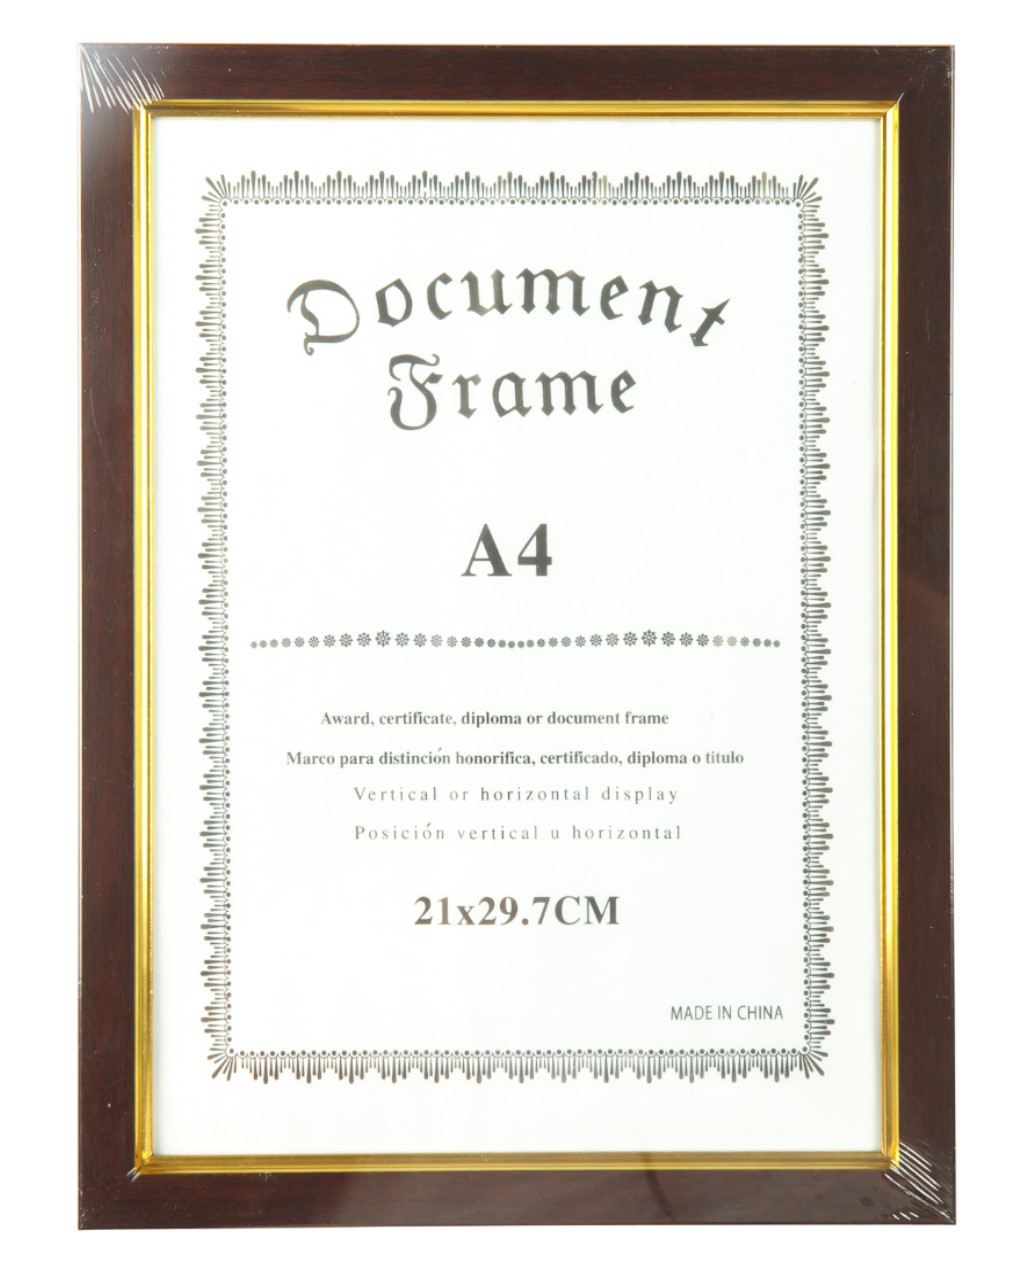 Document
Frame
A4
Award, certificate, diploma or document frame
Marco para distinción honorifica, certificado, diploma o titulo
Vertical or horizontal display
Posición vertical u horizontal
21x29.7CM
MADE IN CHINA